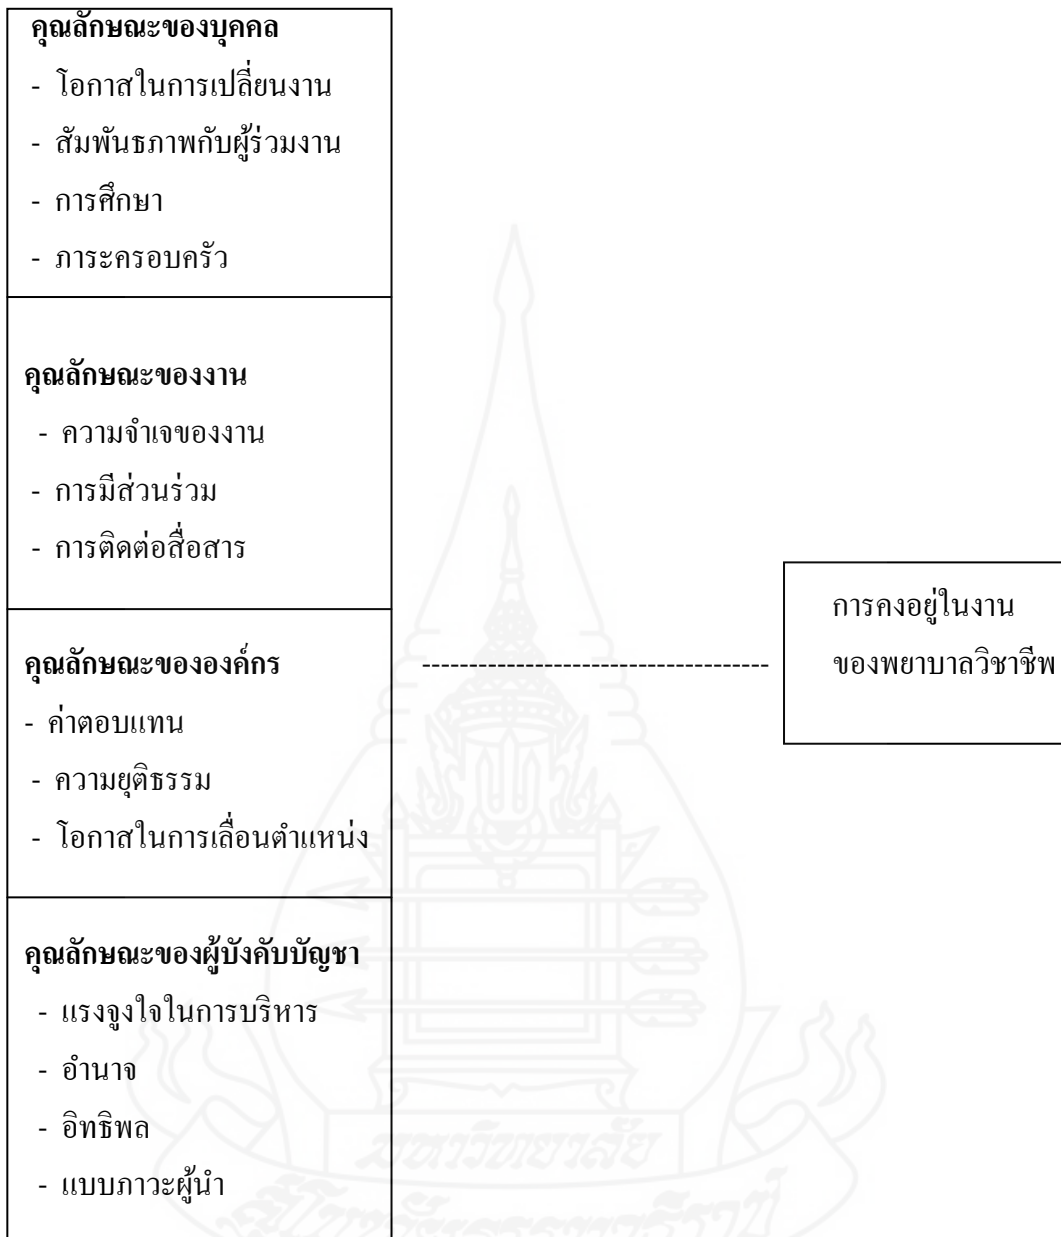 คุณลักษณะของบุคคล
- โอกาสในการเปลี่ยนงาน
- สัมพันธภาพกับผู้ร่วมงาน
- การศึกษา
- ภาระครอบครัว
คุณลักษณะของงาน
- ความจำเจของงาน
- การมีส่วนร่วม
- การติดต่อสื่อสาร
คุณลักษณะขององค์กร
- ค่าตอบแทน
- ความยุติธรรม
- โอกาสในการเลื่อนตำแหน่ง
คุณลักษณะของผู้บังคับบัญชา
- แรงจูงใจในการบริหาร
- อำนาจ
- อิทธิพล
- แบบภาวะผู้นำ
การคงอยู่ในงาน
ของพยาบาลวิชาชีพ
มหาวิทยาลัย